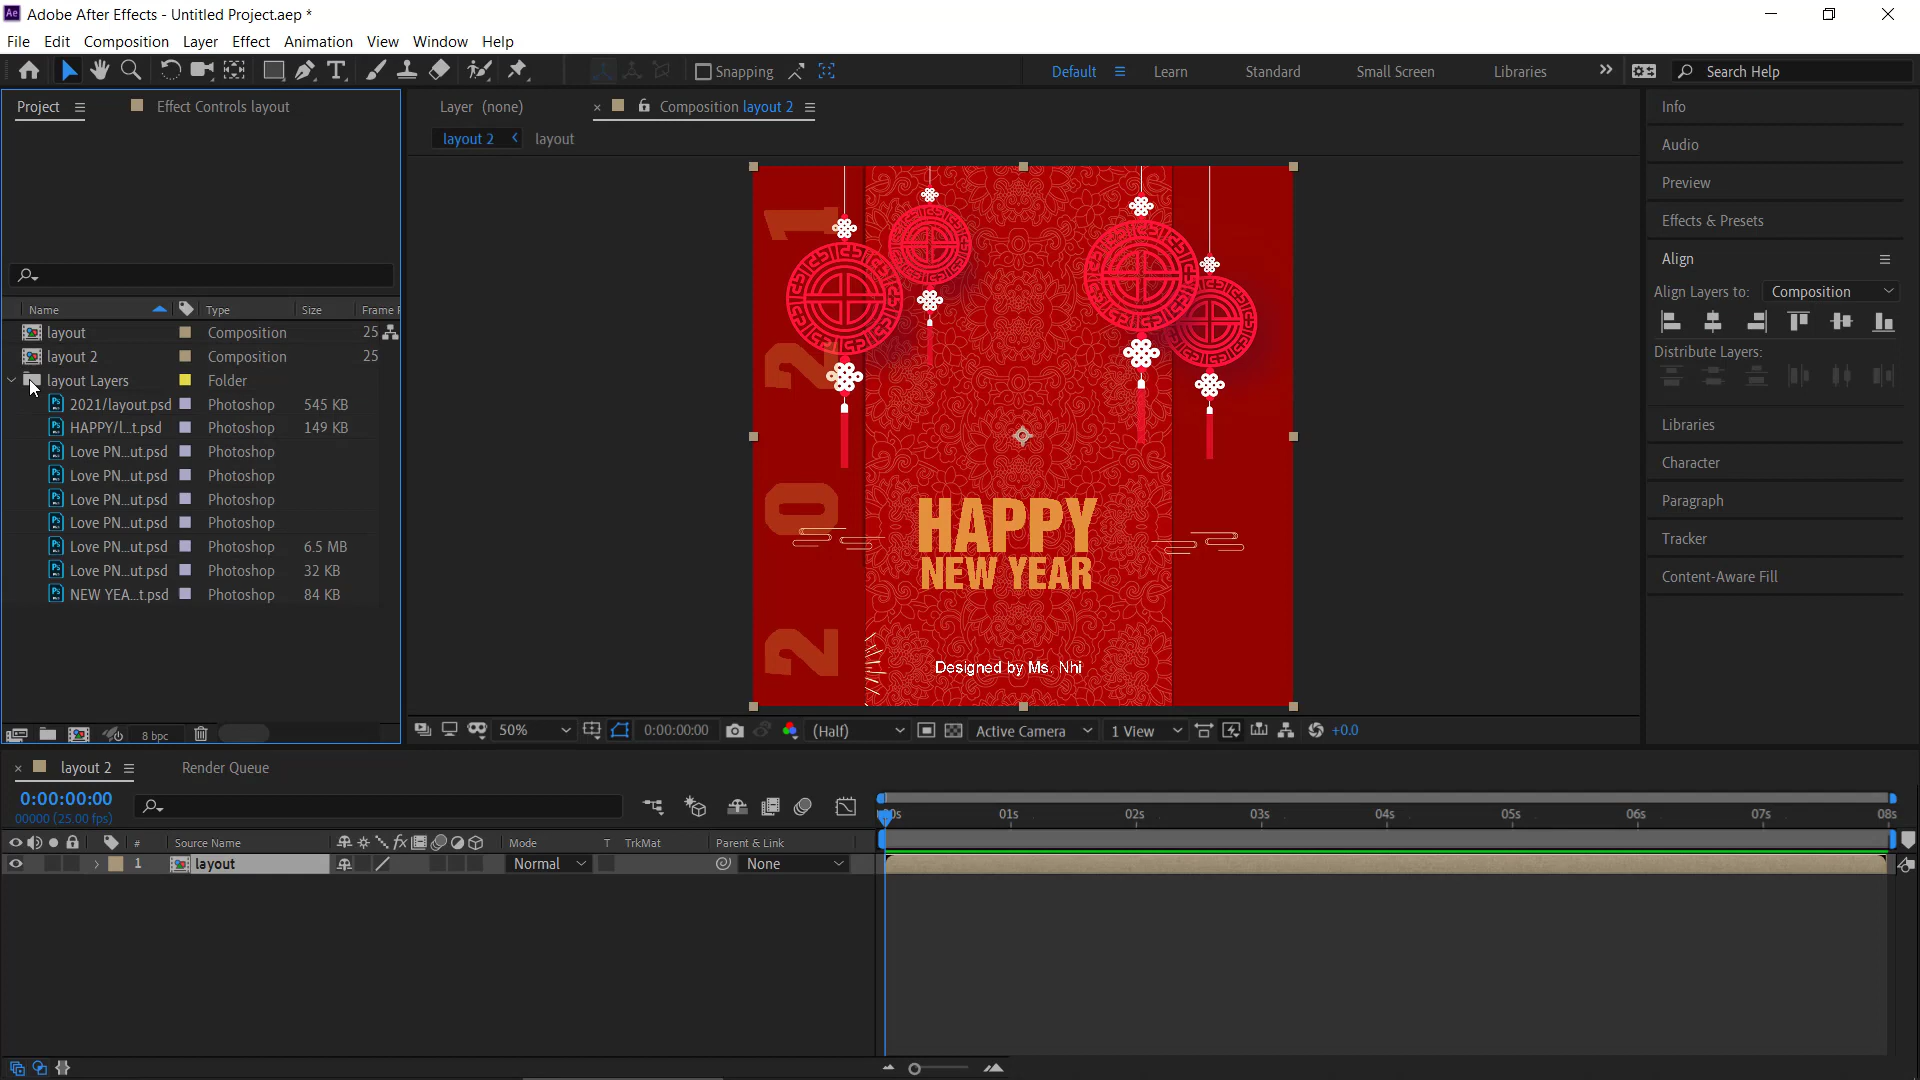 Ae Adobe After Effects - Untitled Project.aep *
File Edit Composition Layer Effect Animation View Window Help
Snapping
Default Learn Standard Small Screen Libraries Search Help
Project Effect Controls layout
Layer (none) Composition layout 2
layout 2 layout
Name Type Size Frame
layout Composition 25
layout 2 Composition 25
layout Layers Folder
2021/layout.psd Photoshop 545 KB
HAPPY/l...t.psd Photoshop 149 KB
Love PN...ut.psd Photoshop
Love PN...ut.psd Photoshop
Love PN...ut.psd Photoshop
Love PN...ut.psd Photoshop
Love PN...ut.psd Photoshop 6.5 MB
Love PN...ut.psd Photoshop 32 KB
NEW YEA...t.psd Photoshop 84 KB
8 bpc
2021
HAPPY
NEW YEAR
Designed by Ms. Nhi
50% 0:00:00:00 (Half) Active Camera 1 View +0.0
Info
Audio
Preview
Effects & Presets
Align
Align Layers to: Composition
Distribute Layers:
Libraries
Character
Paragraph
Tracker
Content-Aware Fill
layout 2 Render Queue
0:00:00:00
00000 (25.00 fps)
01s 02s 03s 04s 05s 06s 07s 08s
# Source Name fx Mode T TrkMat Parent & Link
1 layout Normal None